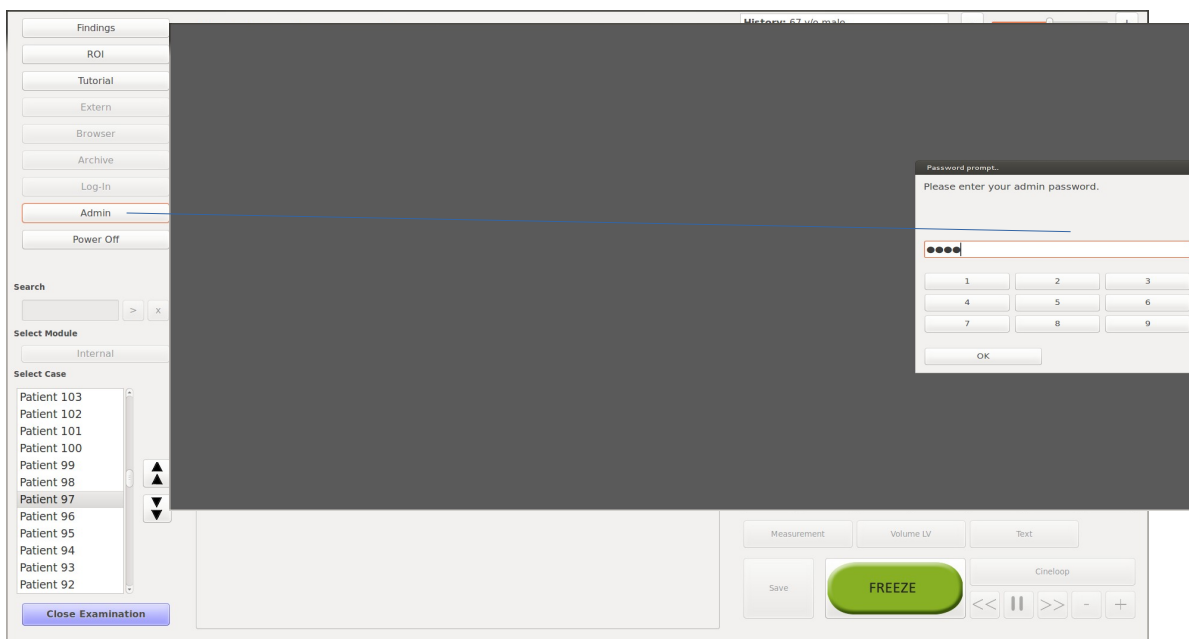 Findings
ROI
Tutorial
Extern
Browser
Archive
Log-In
Admin
Power Off
Search
> x
Select Module
Internal
Select Case
Patient 103
Patient 102
Patient 101
Patient 100
Patient 99
Patient 98
Patient 97
Patient 96
Patient 95
Patient 94
Patient 93
Patient 92
Close Examination
History: 67 y/o male
- +
Password prompt..
Please enter your admin password.
1 2 3
4 5 6
7 8 9
OK
Measurement Volume LV Text
Save
FREEZE
Cineloop
<< >> - +